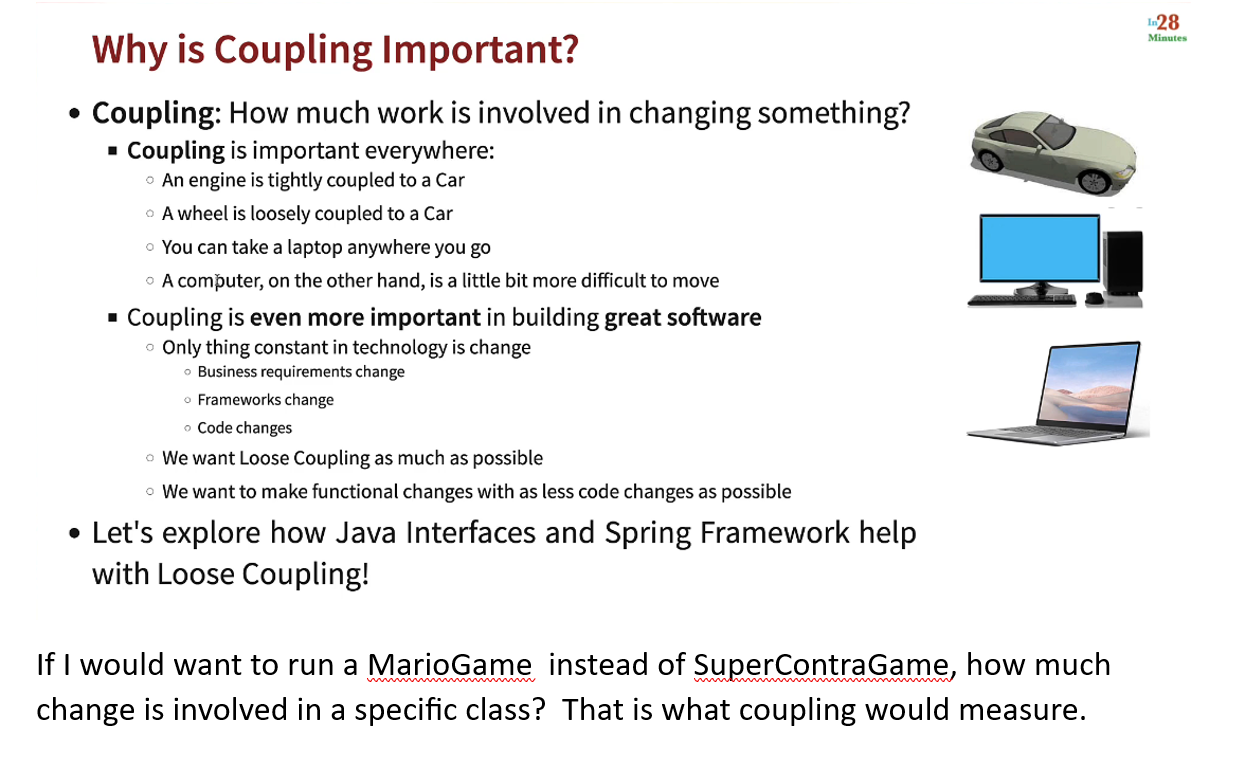 In28
Minutes
Why is Coupling Important?
• Coupling: How much work is involved in changing something?
▪ Coupling is important everywhere:
○ An engine is tightly coupled to a Car
○ A wheel is loosely coupled to a Car
○ You can take a laptop anywhere you go
○ A computer, on the other hand, is a little bit more difficult to move
▪ Coupling is even more important in building great software
○ Only thing constant in technology is change
○ Business requirements change
○ Frameworks change
○ Code changes
○ We want Loose Coupling as much as possible
○ We want to make functional changes with as less code changes as possible
• Let's explore how Java Interfaces and Spring Framework help
with Loose Coupling!
If I would want to run a MarioGame instead of SuperContraGame, how much
change is involved in a specific class? That is what coupling would measure.